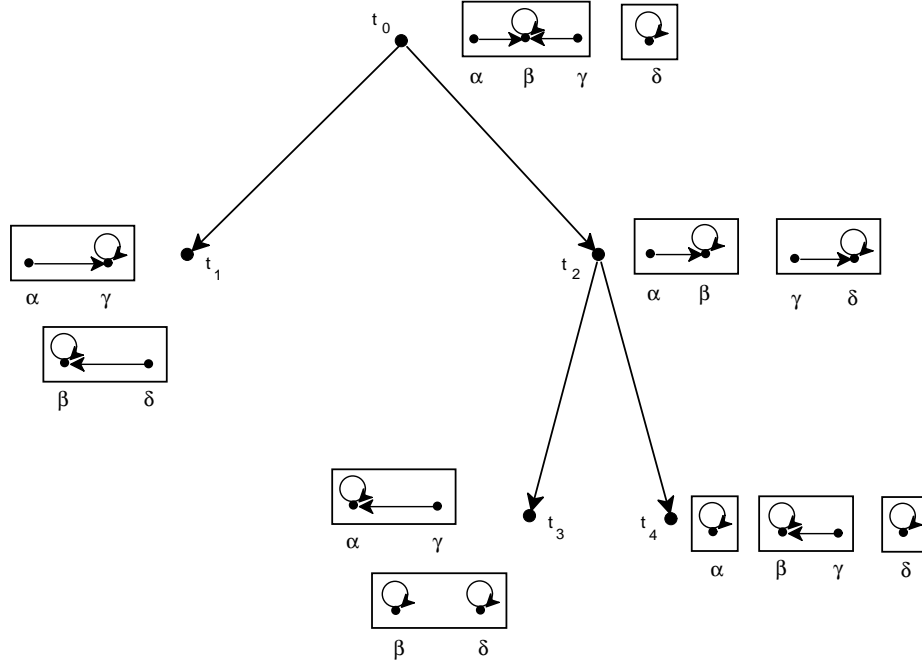 t0
α β γ δ
t1
α γ
t2
α β γ δ
β δ
α γ
t3
t4
α β γ δ
β δ